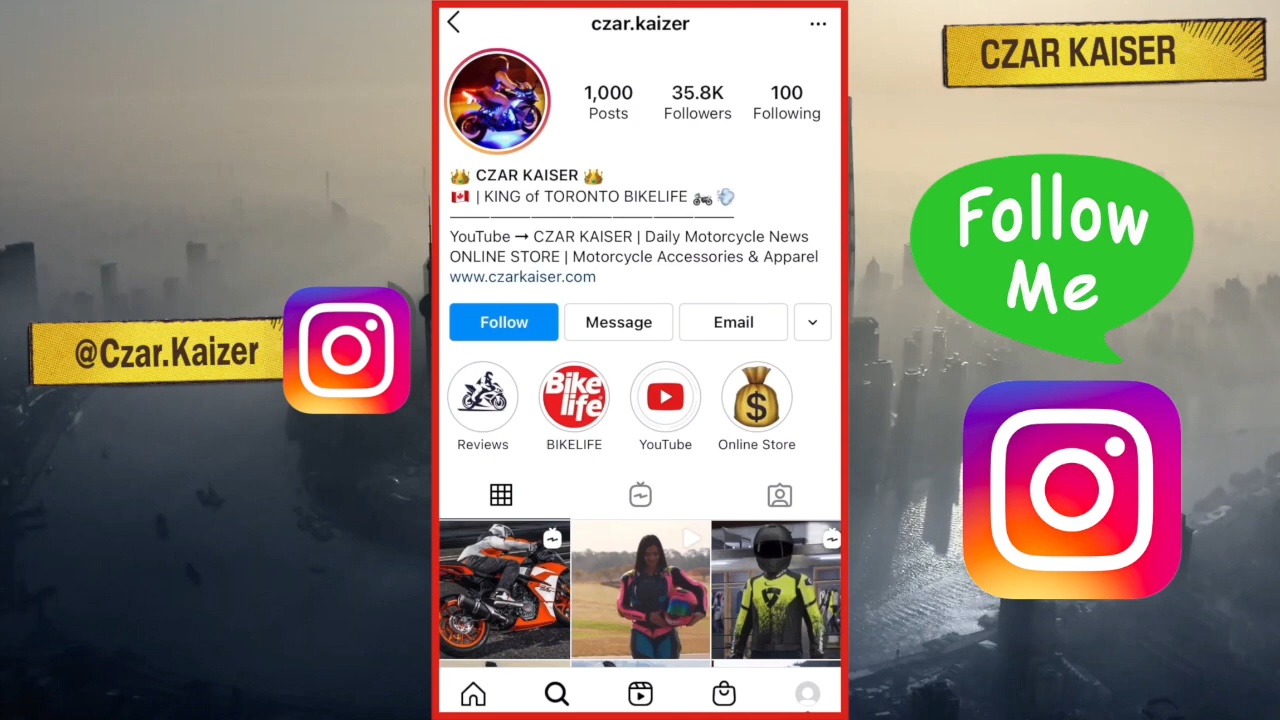 czar.kaizer
1,000
Posts
35.8K
Followers
100
Following
CZAR KAISER
| KING of TORONTO BIKELIFE
YouTube → CZAR KAISER | Daily Motorcycle News
ONLINE STORE | Motorcycle Accessories & Apparel
www.czarkaiser.com
Follow
Message
Email
Bike
life
$
Reviews
BIKELIFE
YouTube
Online Store
@Czar.Kaizer
CZAR KAISER
Follow
Me